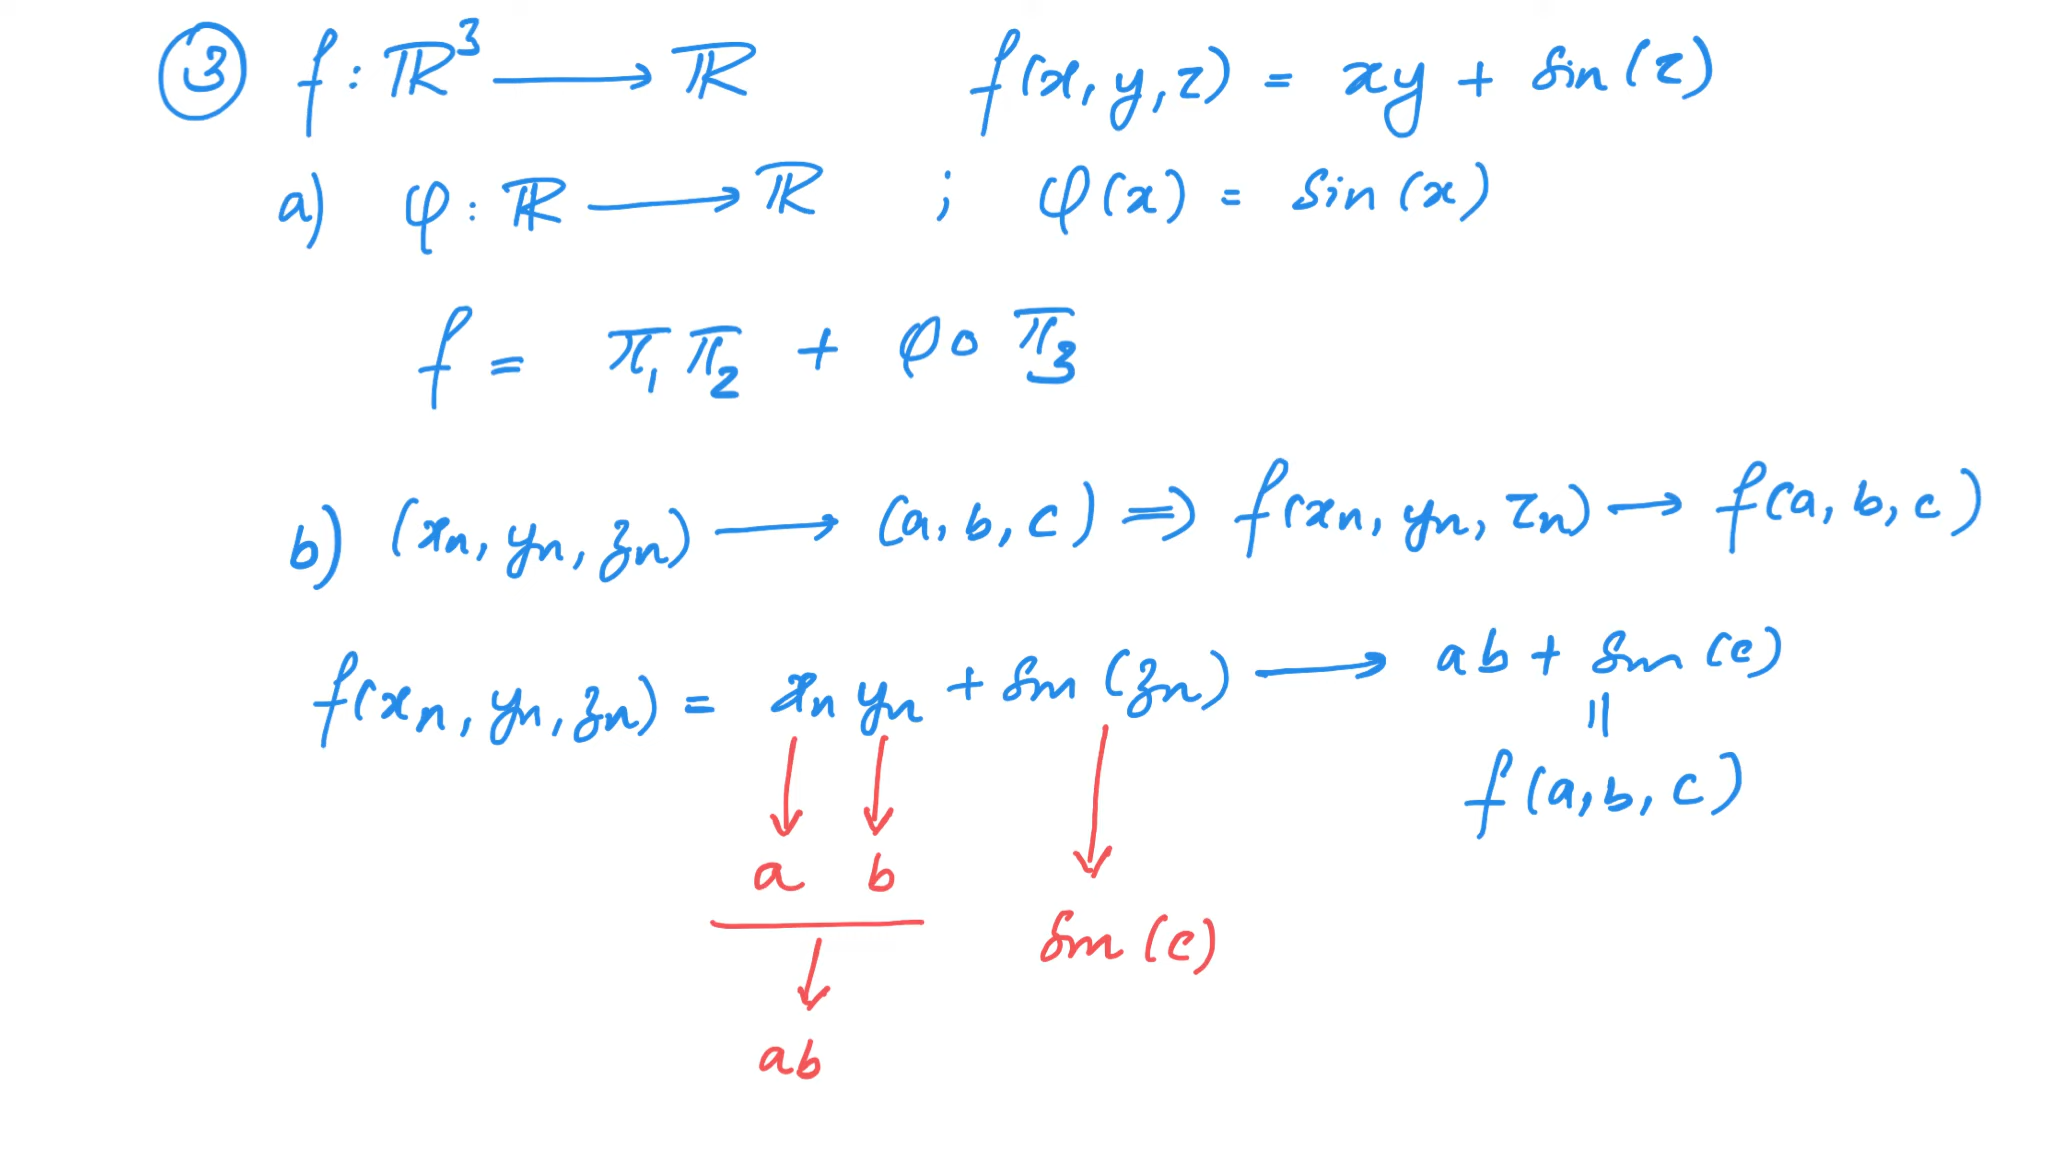 ③ f : ℝ³ ⟶ ℝ f(x, y, z) = xy + sin(z)
a) φ : ℝ ⟶ ℝ ; φ(x) = sin(x)
f = π₁π₂ + φ∘π₃
b) (xₙ, yₙ, zₙ) ⟶ (a, b, c) ⇒ f(xₙ, yₙ, zₙ) ⟶ f(a, b, c)
f(xₙ, yₙ, zₙ) = xₙ yₙ + sin(zₙ) ⟶ ab + sin(c)
↓ ↓ ↓ ||
f(a, b, c)
a b
sin(c)
↓
ab